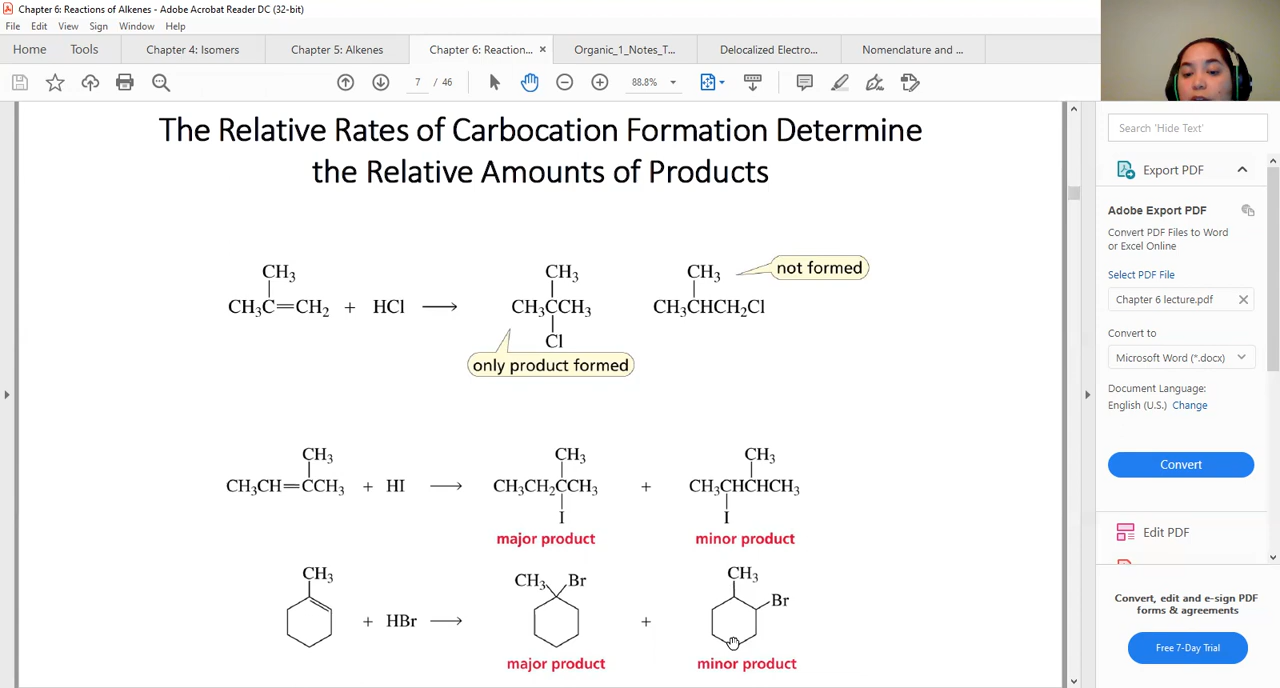 Chapter 6: Reactions of Alkenes - Adobe Acrobat Reader DC (32-bit)
File Edit View Sign Window Help
Home Tools Chapter 4: Isomers Chapter 5: Alkenes Chapter 6: Reaction... × Organic_1_Notes_T... Delocalized Electro... Nomenclature and ...
7 / 46 88.8%
The Relative Rates of Carbocation Formation Determine
the Relative Amounts of Products
CH₃ CH₃ CH₃ not formed
CH₃C=CH₂ + HCl ⟶ CH₃CCH₃ CH₃CHCH₂Cl
Cl
only product formed
CH₃ CH₃ CH₃
CH₃CH=CCH₃ + HI ⟶ CH₃CH₂CCH₃ + CH₃CHCHCH₃
I I
major product minor product
CH₃ CH₃ Br CH₃
Br
+ HBr ⟶ +
major product minor product
Search 'Hide Text'
Export PDF
Adobe Export PDF
Convert PDF Files to Word
or Excel Online
Select PDF File
Chapter 6 lecture.pdf ×
Convert to
Microsoft Word (*.docx)
Document Language:
English (U.S.) Change
Convert
Edit PDF
Convert, edit and e-sign PDF
forms & agreements
Free 7-Day Trial